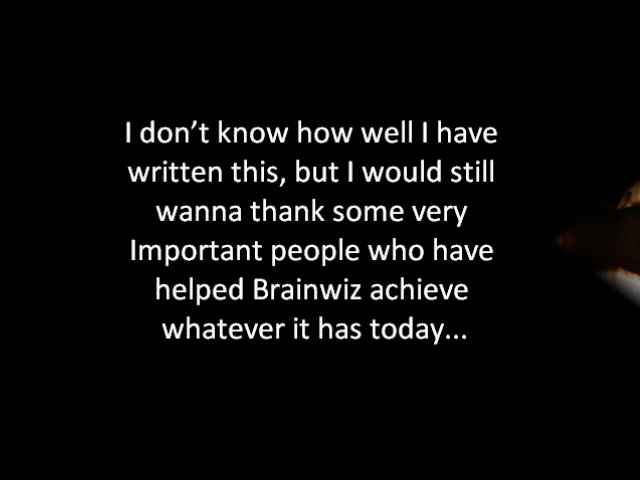 I don’t know how well I have
written this, but I would still
wanna thank some very
Important people who have
helped Brainwiz achieve
whatever it has today...